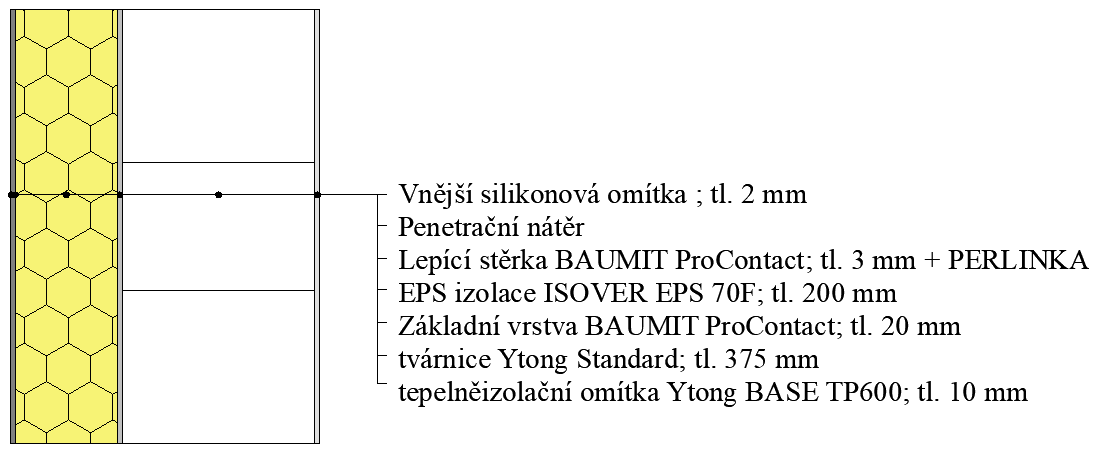 Vnější silikonová omítka ; tl. 2 mm
Penetrační nátěr
Lepící stěrka BAUMIT ProContact; tl. 3 mm + PERLINKA
EPS izolace ISOVER EPS 70F; tl. 200 mm
Základní vrstva BAUMIT ProContact; tl. 20 mm
tvárnice Ytong Standard; tl. 375 mm
tepelněizolační omítka Ytong BASE TP600; tl. 10 mm